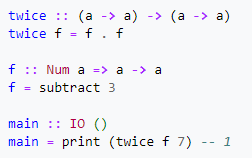 twice :: (a -> a) -> (a -> a)
twice f = f . f
f :: Num a => a -> a
f = subtract 3
main :: IO ()
main = print (twice f 7) -- 1